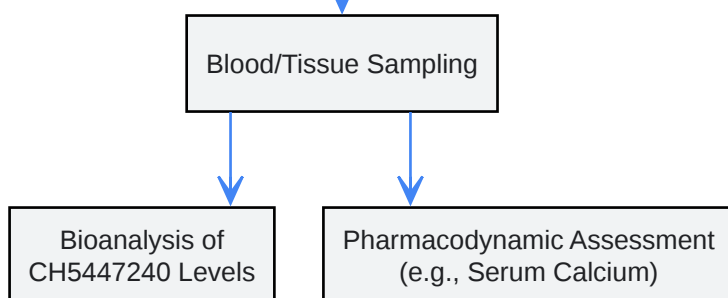 Blood/Tissue Sampling
Bioanalysis of
CH5447240 Levels
Pharmacodynamic Assessment
(e.g., Serum Calcium)